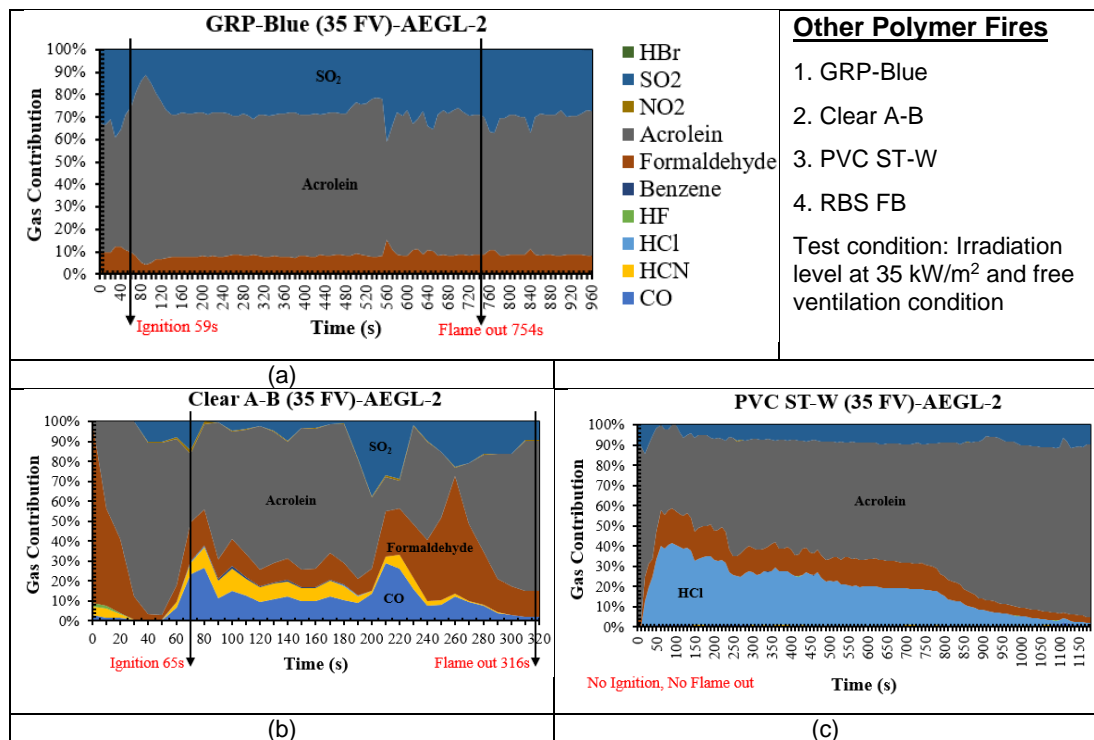 GRP-Blue (35 FV)-AEGL-2
100%
90%
80%
70%
60%
50%
40%
30%
20%
10%
0%
Gas Contribution
SO₂
Acrolein
0 40 80 120 160 200 240 280 320 360 400 440 480 520 560 600 640 680 720 760 800 840 880 920 960
Ignition 59s
Time (s)
Flame out 754s
HBr
SO2
NO2
Acrolein
Formaldehyde
Benzene
HF
HCl
HCN
CO
Other Polymer Fires
1. GRP-Blue
2. Clear A-B
3. PVC ST-W
4. RBS FB
Test condition: Irradiation
level at 35 kW/m² and free
ventilation condition
(a)
Clear A-B (35 FV)-AEGL-2
100%
90%
80%
70%
60%
50%
40%
30%
20%
10%
0%
Gas Contribution
SO₂
Acrolein
Formaldehyde
CO
0 20 40 60 80 100 120 140 160 180 200 220 240 260 280 300 320
Ignition 65s
Time (s)
Flame out 316s
PVC ST-W (35 FV)-AEGL-2
100%
90%
80%
70%
60%
50%
40%
30%
20%
10%
0%
Gas Contribution
Acrolein
HCl
0 50 100 150 200 250 300 350 400 450 500 550 600 650 700 750 800 850 900 950 1000 1050 1100 1150
No Ignition, No Flame out
Time (s)
(b)
(c)